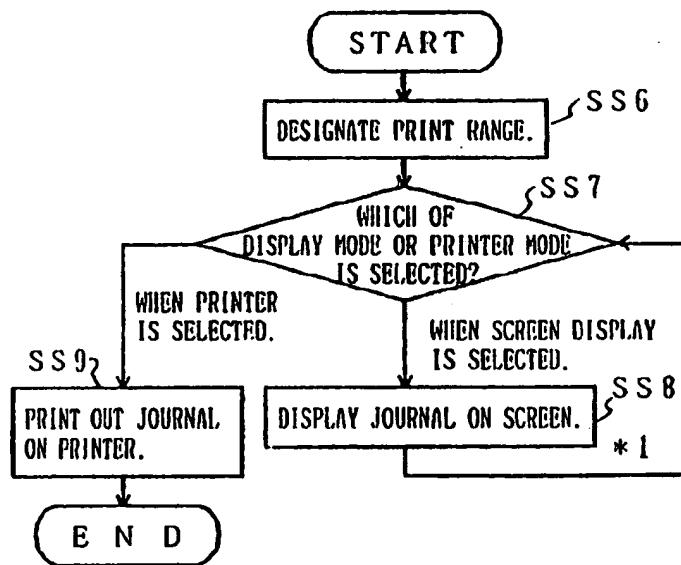 START
SS6
DESIGNATE PRINT RANGE.
SS7
WHICH OF
DISPLAY MODE OR PRINTER MODE
IS SELECTED?
WHEN PRINTER
IS SELECTED.
WHEN SCREEN DISPLAY
IS SELECTED.
SS9
SS8
PRINT OUT JOURNAL
ON PRINTER.
DISPLAY JOURNAL ON SCREEN.
*1
END